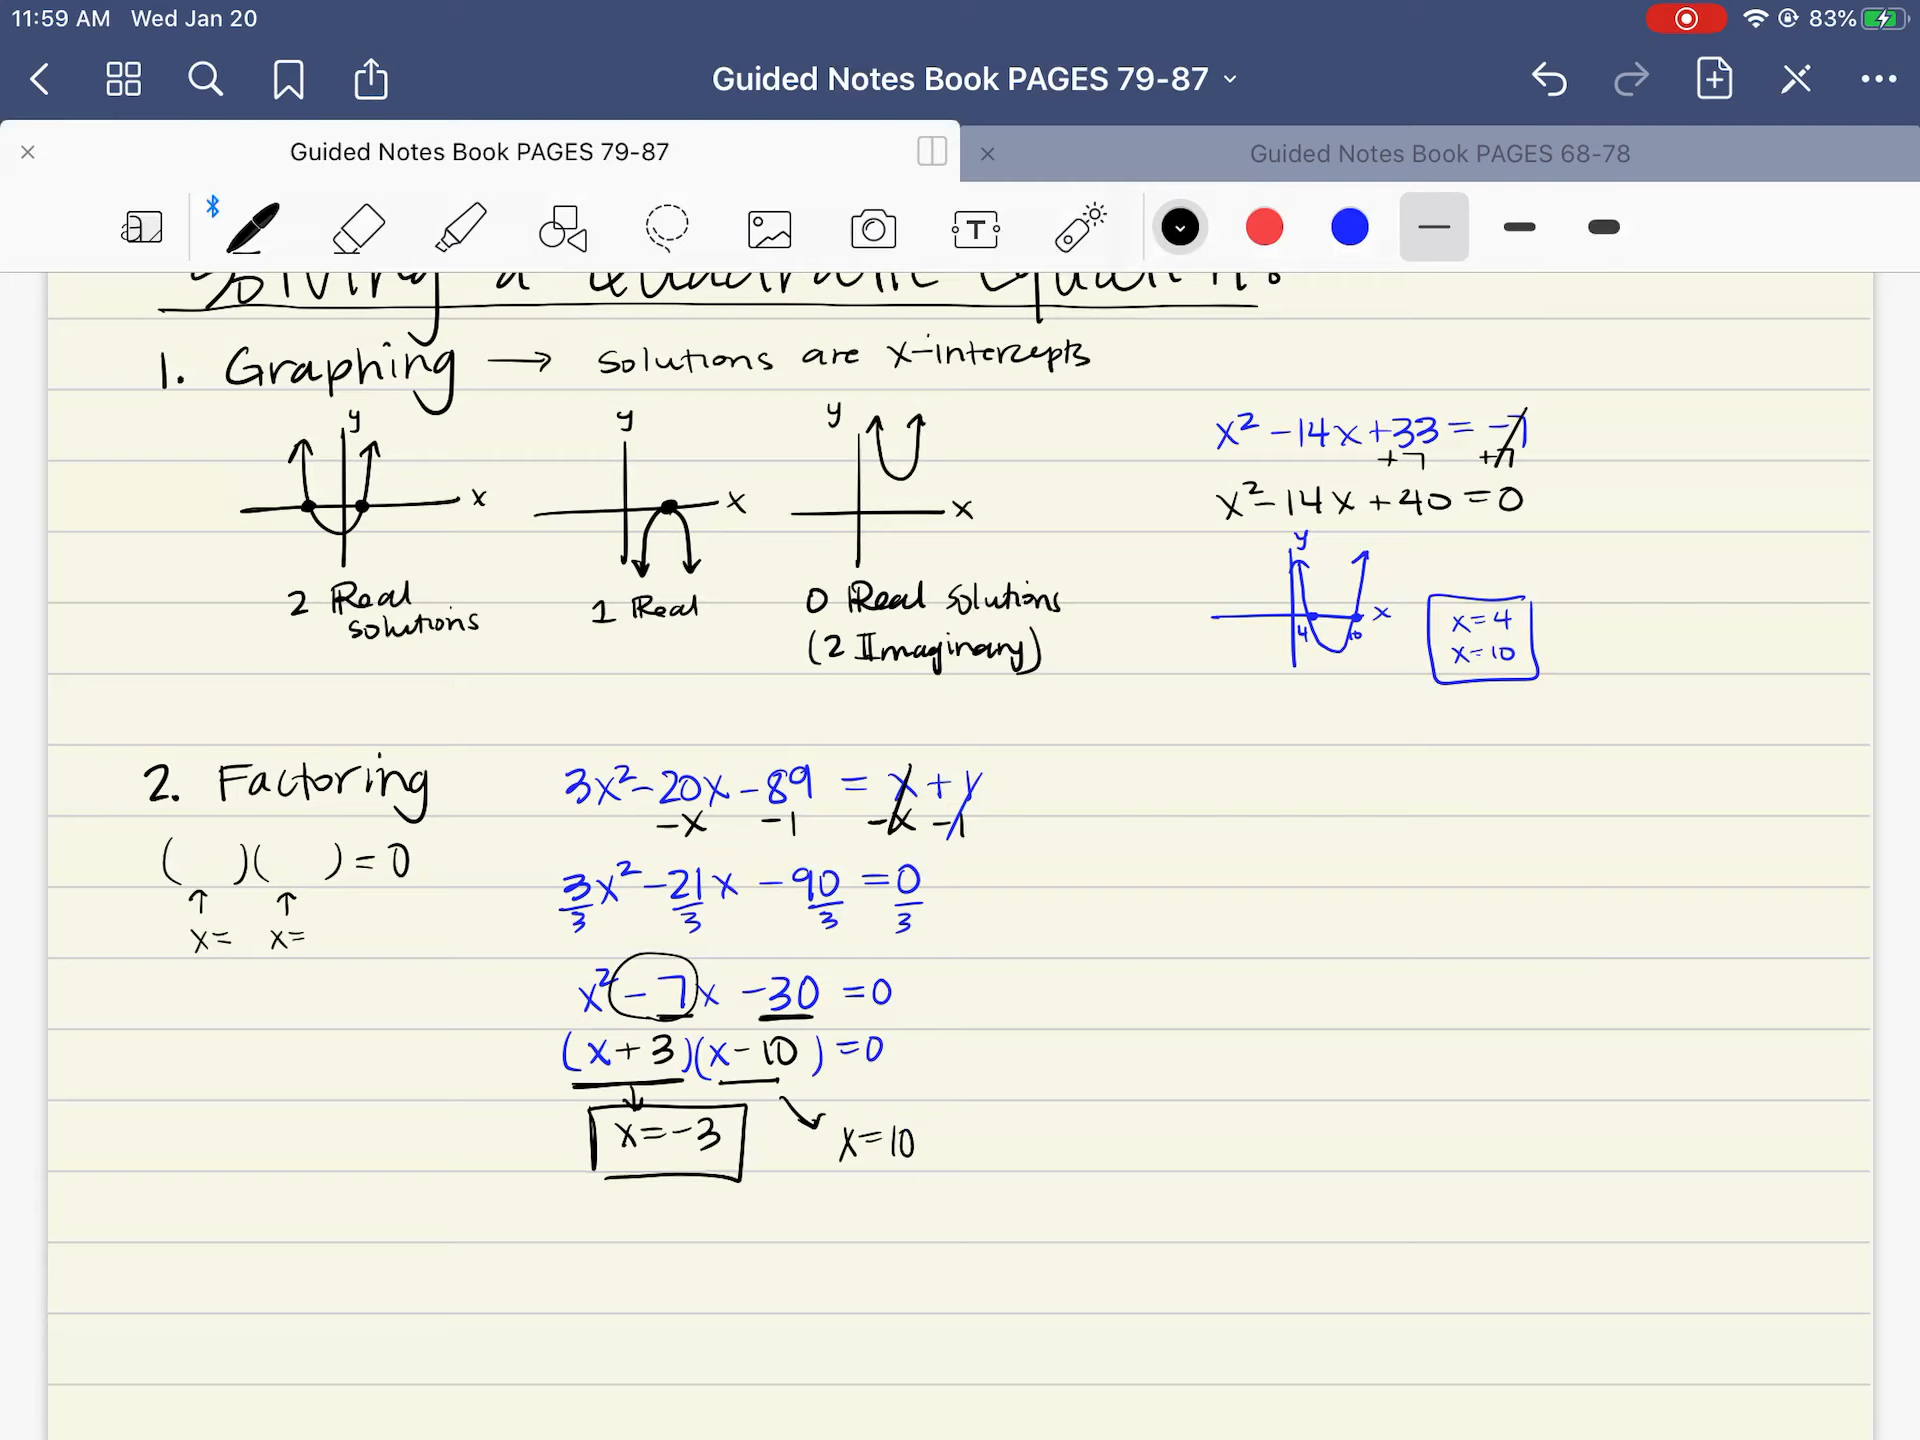 11:59 AM Wed Jan 20
83%
Guided Notes Book PAGES 79-87
Guided Notes Book PAGES 79-87
Guided Notes Book PAGES 68-78
Solving a Quadratic Equation:
1. Graphing → solutions are x-intercepts
y
x
2 Real
solutions
y
x
1 Real
y
x
0 Real solutions
(2 Imaginary)
x² -14x +33 = -7
+7 +7
x² -14x +40 = 0
y
4 10 x
x=4
x=10
2. Factoring
( )( ) = 0
↑ ↑
x= x=
3x² -20x -89 = x + 1
-x -1 -x -1
3x² -21x -90 = 0
3 3 3 3
x² -7x -30 = 0
(x+3)(x-10) = 0
x=-3
x=10